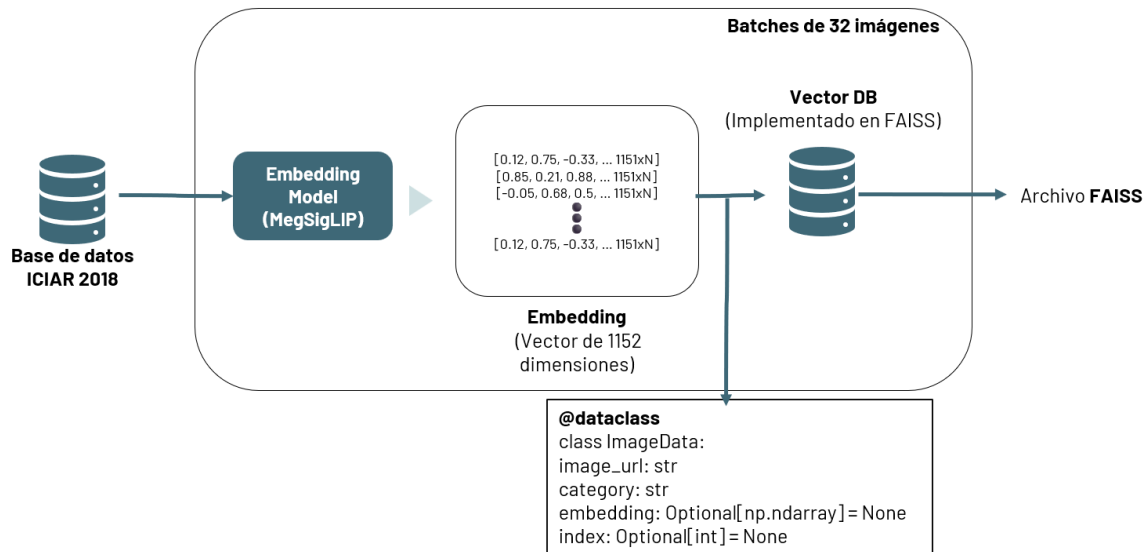 Batches de 32 imágenes
Base de datos
ICIAR 2018
Embedding
Model
(MegSigLIP)
[0.12, 0.75, -0.33, ... 1151xN]
[0.85, 0.21, 0.88, ... 1151xN]
[-0.05, 0.68, 0.5, ... 1151xN]
[0.12, 0.75, -0.33, ... 1151xN]
Embedding
(Vector de 1152
dimensiones)
Vector DB
(Implementado en FAISS)
Archivo FAISS
@dataclass
class ImageData:
image_url: str
category: str
embedding: Optional[np.ndarray] = None
index: Optional[int] = None